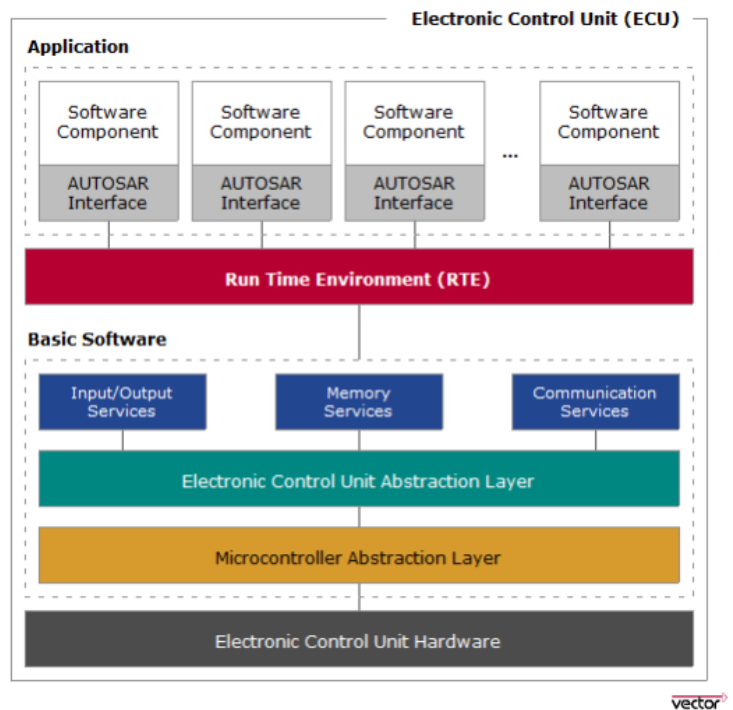 Electronic Control Unit (ECU)
Application
Software
Component
AUTOSAR
Interface
Software
Component
AUTOSAR
Interface
Software
Component
AUTOSAR
Interface
...
Software
Component
AUTOSAR
Interface
Run Time Environment (RTE)
Basic Software
Input/Output
Services
Memory
Services
Communication
Services
Electronic Control Unit Abstraction Layer
Microcontroller Abstraction Layer
Electronic Control Unit Hardware
vector